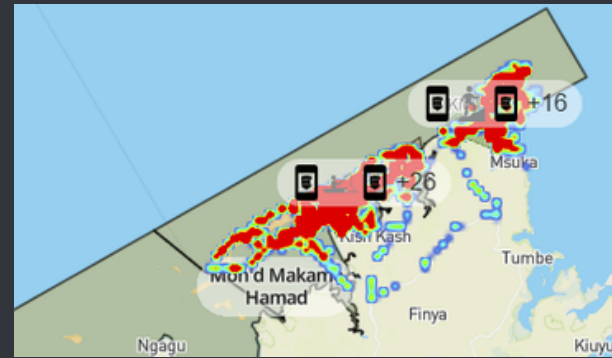 +16
Msuka
+26
Kish Kash
Tumbe
Mon'd Makam
Hamad
Finya
Ngagu
Kiuyu